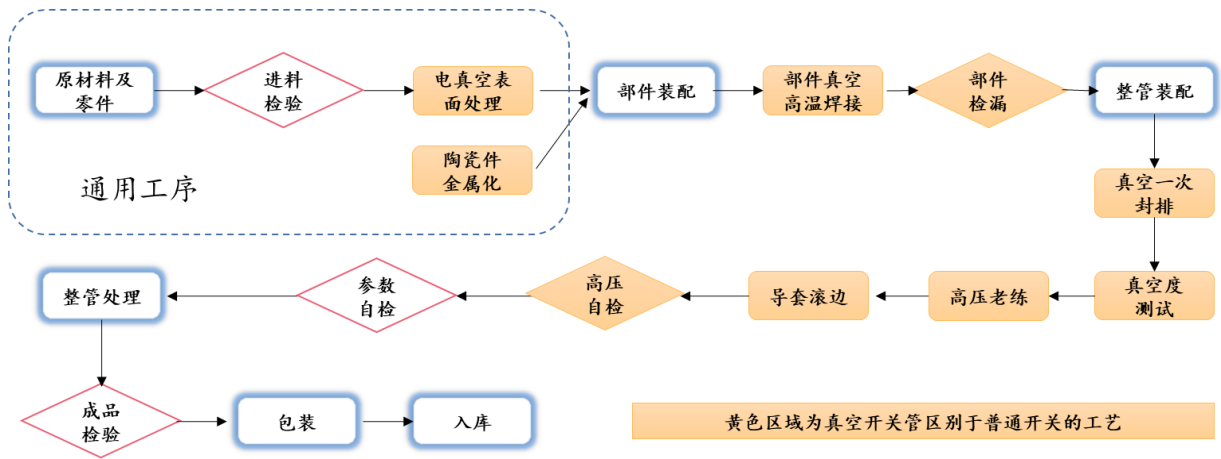 原材料及
零件
进料
检验
电真空表
面处理
陶瓷件
金属化
通用工序
部件装配
部件真空
高温焊接
部件
检漏
整管装配
真空一次
封排
真空度
测试
高压老练
导套滚边
高压
自检
参数
自检
整管处理
成品
检验
包装
入库
黄色区域为真空开关管区别于普通开关的工艺